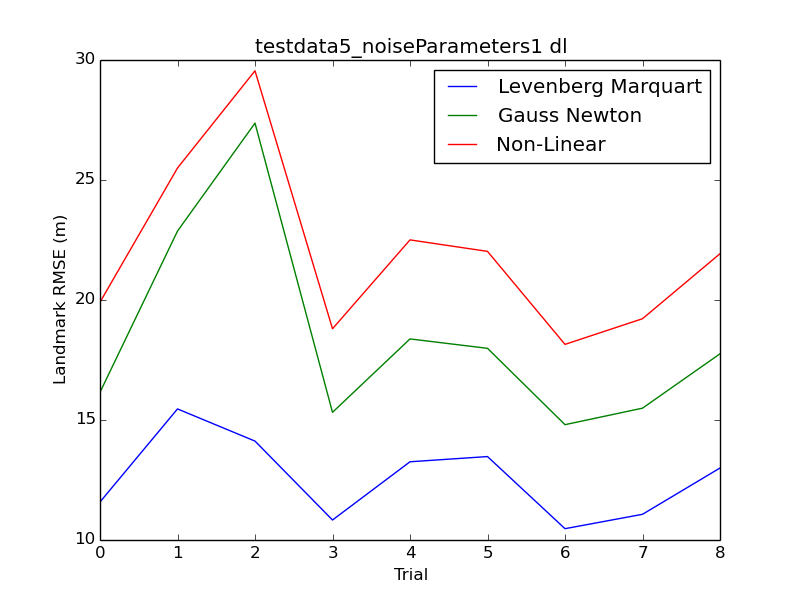 testdata5_noiseParameters1 dl
30
25
20
15
10
Landmark RMSE (m)
Levenberg Marquart
Gauss Newton
Non-Linear
0 1 2 3 4 5 6 7 8
Trial